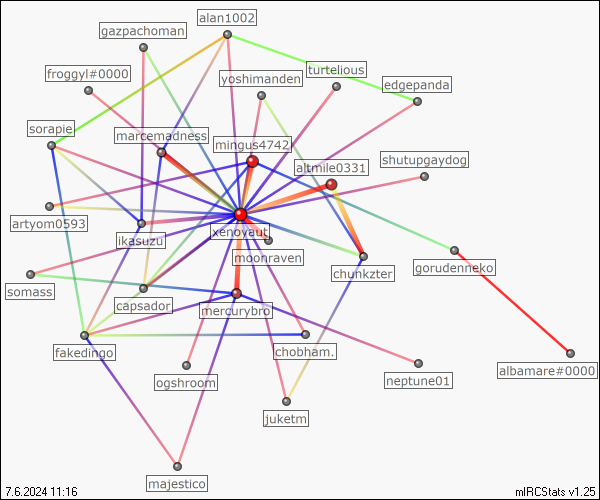 alan1002
gazpachoman
froggyl#0000
yoshimanden
turtelious
edgepanda
sorapie
marcemadness
mingus4742
altmile0331
shutupgaydog
artyom0593
ikasuzu
xenoyaut
moonraven
chunkzter
gorudenneko
somass
capsador
mercurybro
fakedingo
chobham.
ogshroom
neptune01
albamare#0000
juketm
majestico
7.6.2024 11:16
mIRCStats v1.25